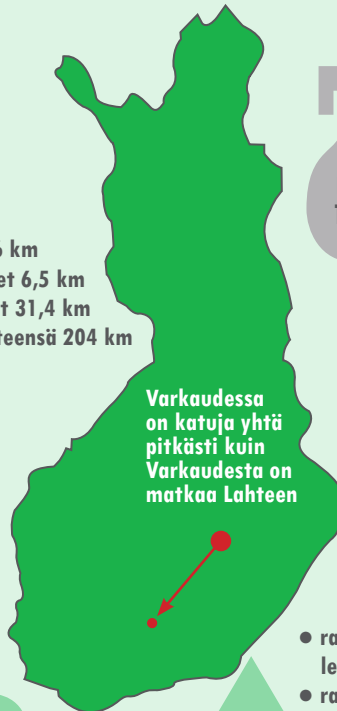 6 km
et 6,5 km
t 31,4 km
teensä 204 km
Varkaudessa
on katuja yhtä
pitkästi kuin
Varkaudesta on
matkaa Lahteen
● ra
le
● ra